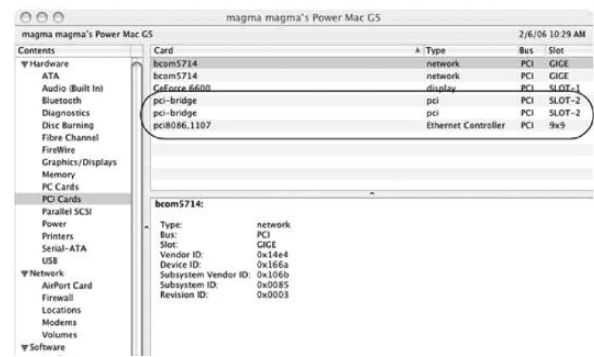 magma magma's Power Mac G5
magma magma's Power Mac G5 2/6/06 10:29 AM
Contents
▼Hardware
ATA
Audio (Built In)
Bluetooth
Diagnostics
Disc Burning
Fibre Channel
FireWire
Graphics/Displays
Memory
PC Cards
PCI Cards
Parallel SCSI
Power
Printers
Serial-ATA
USB
▼Network
AirPort Card
Firewall
Locations
Modems
Volumes
▼Software
Card Type Bus Slot
bcom5714 network PCI GIGE
bcom5714 network PCI GIGE
GeForce 6600 display PCI SLOT-1
pci-bridge pci PCI SLOT-2
pci-bridge pci PCI SLOT-2
pci8086,1107 Ethernet Controller PCI 9x9
bcom5714:
Type: network
Bus: PCI
Slot: GIGE
Vendor ID: 0x14e4
Device ID: 0x166a
Subsystem Vendor ID: 0x106b
Subsystem ID: 0x0085
Revision ID: 0x0003